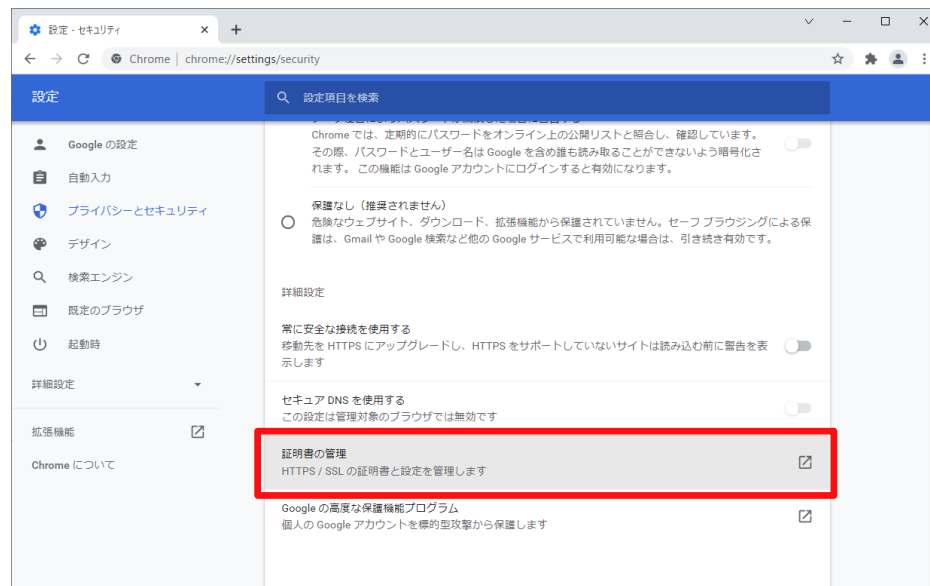 設定 - セキュリティ
Chrome | chrome://settings/security
設定
設定項目を検索
Google の設定
自動入力
プライバシーとセキュリティ
デザイン
検索エンジン
既定のブラウザ
起動時
詳細設定
拡張機能
Chrome について
Chrome では、定期的にパスワードをオンライン上の公開リストと照合し、確認しています。
その際、パスワードとユーザー名は Google を含め誰も読み取ることができないよう暗号化さ
れます。 この機能は Google アカウントにログインすると有効になります。
保護なし（推奨されません）
危険なウェブサイト、ダウンロード、拡張機能から保護されていません。セーフ ブラウジングによる保
護は、Gmail や Google 検索など他の Google サービスで利用可能な場合は、引き続き有効です。
詳細設定
常に安全な接続を使用する
移動先を HTTPS にアップグレードし、HTTPS をサポートしていないサイトは読み込む前に警告を表
示します
セキュア DNS を使用する
この設定は管理対象のブラウザでは無効です
証明書の管理
HTTPS / SSL の証明書と設定を管理します
Google の高度な保護機能プログラム
個人の Google アカウントを標的型攻撃から保護します